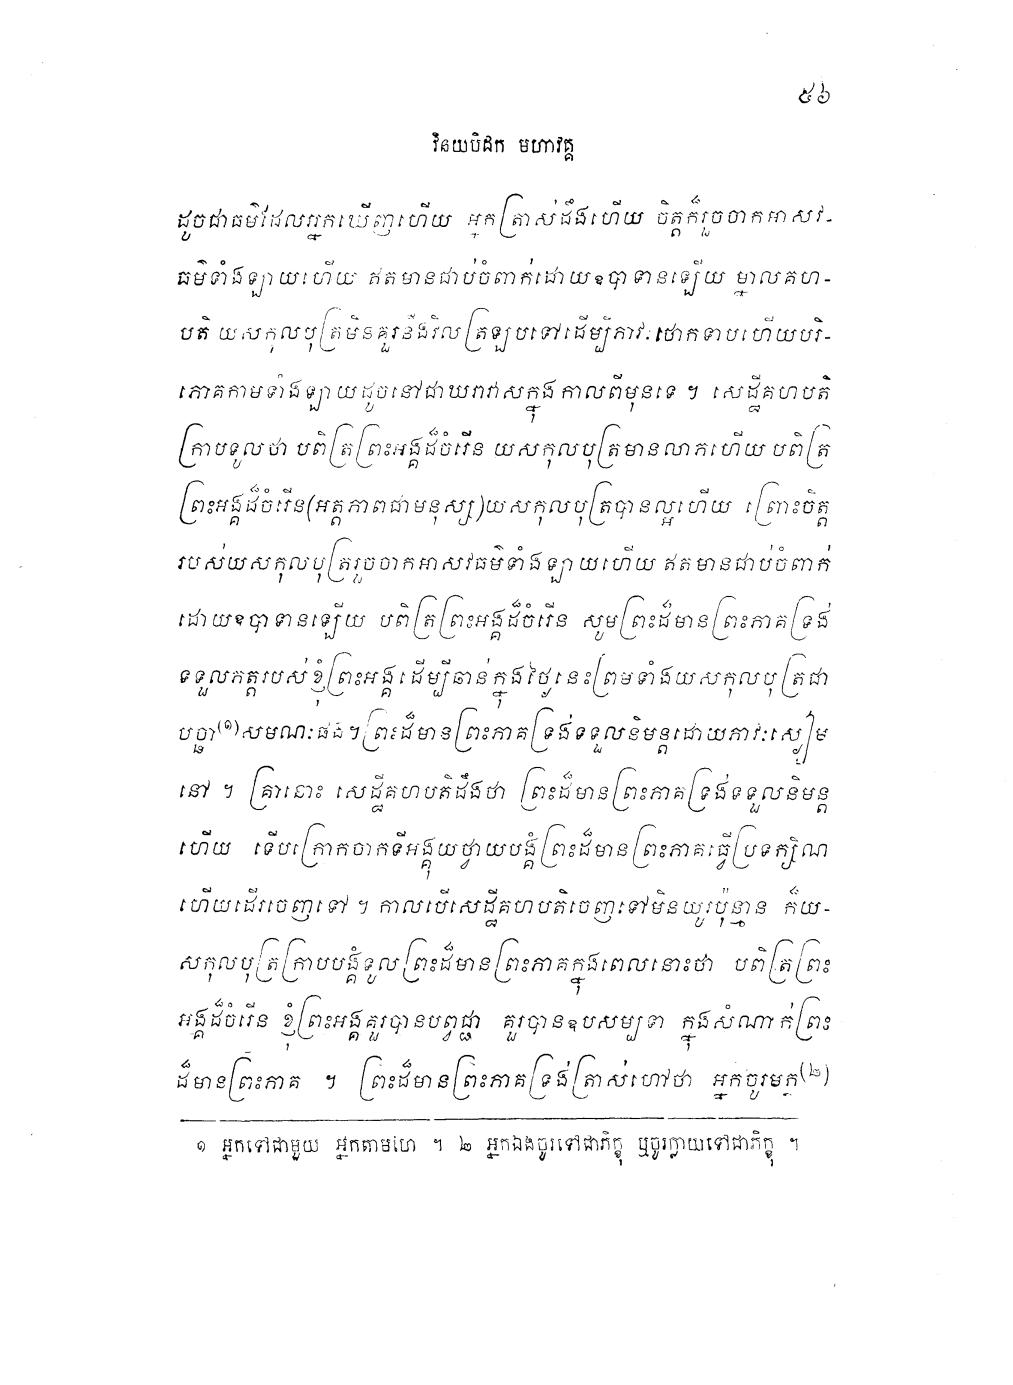 ៥៦
វិនយបិដក មហាវគ្គ
ដូចជាធម៌ដែលអ្នកឃើញហើយ អ្នកត្រាស់ដឹងហើយ ចិត្តក៏រួចចាកអាសវ-
ធម៌ទាំងឡាយហើយ ឥតមានជាប់ចំពាក់ដោយឧបាទានឡើយ ម្នាលគហ-
បតិ យសកុលបុត្រមិនគួរនឹងវិលត្រឡប់ទៅដើម្បីភាវៈថោកទាបហើយបរិ-
ភោគកាមទាំងឡាយដូចនៅជាឃរាវាសក្នុងកាលពីមុនទេ ។ សេដ្ឋីគហបតិ
ក្រាបទូលថា បពិត្រព្រះអង្គដ៏ចំរើន យសកុលបុត្រមានលាភហើយ បពិត្រ
ព្រះអង្គដ៏ចំរើន(អត្តភាពជាមនុស្ស)យសកុលបុត្របានល្អហើយ ព្រោះចិត្ត
របស់យសកុលបុត្ររួចចាកអាសវធម៌ទាំងឡាយហើយ ឥតមានជាប់ចំពាក់
ដោយឧបាទានឡើយ បពិត្រព្រះអង្គដ៏ចំរើន សូមព្រះដ៏មានព្រះភាគទ្រង់
ទទួលភត្តរបស់ខ្ញុំព្រះអង្គ ដើម្បីឆាន់ក្នុងថ្ងៃនេះព្រមទាំងយសកុលបុត្រជា
បច្ឆា(១)សមណៈផង។ ព្រះដ៏មានព្រះភាគទ្រង់ទទួលនិមន្តដោយភាវៈស្ងៀម
នៅ ។ គ្រានោះ សេដ្ឋីគហបតិដឹងថា ព្រះដ៏មានព្រះភាគទ្រង់ទទួលនិមន្ត
ហើយ ទើបក្រោកចាកទីអង្គុយថ្វាយបង្គំព្រះដ៏មានព្រះភាគធ្វើប្រទក្សិណ
ហើយដើរចេញទៅ ។ កាលបើសេដ្ឋីគហបតិចេញទៅមិនយូរប៉ុន្មាន ក៏យ-
សកុលបុត្រក្រាបបង្គំទូលព្រះដ៏មានព្រះភាគក្នុងពេលនោះថា បពិត្រព្រះ
អង្គដ៏ចំរើន ខ្ញុំព្រះអង្គគួរបានបព្វជ្ជា គួរបានឧបសម្បទា ក្នុងសំណាក់ព្រះ
ដ៏មានព្រះភាគ ។ ព្រះដ៏មានព្រះភាគទ្រង់ត្រាស់ហៅថា អ្នកចូរមក(២)
១ អ្នកទៅជាមួយ អ្នកតាមហែ ។ ២ អ្នកឯងចូរទៅជាភិក្ខុ ឬចូរក្លាយទៅជាភិក្ខុ ។